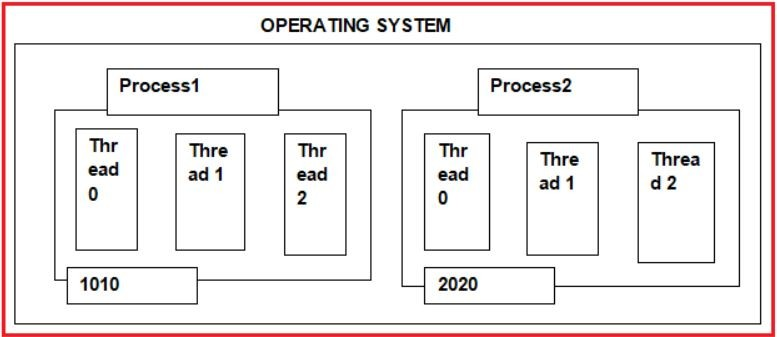 OPERATING SYSTEM
Process1
Thr
ead
0
Thre
ad 1
Thr
ead
2
1010
Process2
Thr
ead
0
Thre
ad 1
Threa
d 2
2020